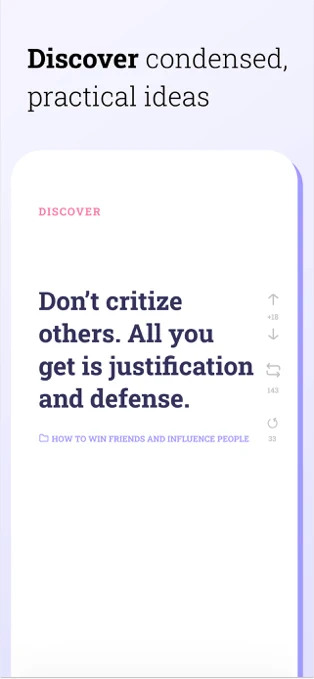 Discover condensed,
practical ideas
DISCOVER
Don't critize
others. All you
get is justification
and defense.
HOW TO WIN FRIENDS AND INFLUENCE PEOPLE
+18
143
33